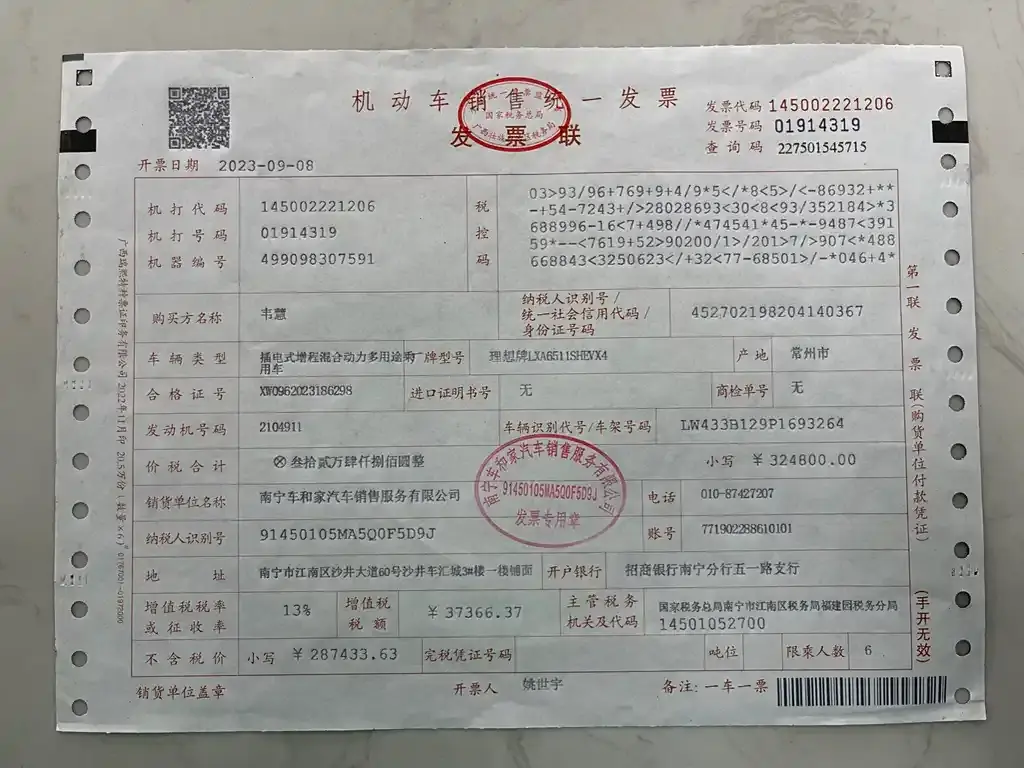 机动车销售统一发票
发票联
发票代码 145002221206
发票号码 01914319
查询码 227501545715
开票日期 2023-09-08
机打代码 145002221206
机打号码 01914319
机器编号 499098307591
税控码
03>93/96+769+9+4/9*5</*8<5>/<-86932+**
-+54-7243+/>28028693<30<8<93/352184>*3
688996-16<7+498//*474541*45-*-9487<391
59*--<7619+52>90200/1>/201>7/>907<*488
668843<3250623</+32<77-68501>/-*046+4*
购买方名称 韦慧
纳税人识别号/
统一社会信用代码/
身份证号码
452702198204140367
车辆类型 插电式增程混合动力多用途乘
用车
厂牌型号 理想牌LXA6511SHEVX4
产地 常州市
合格证号 XW0962023186298
进口证明书号 无
商检单号 无
发动机号码 2104911
车辆识别代号/车架号码 LW433B129P1693264
价税合计 ⊗叁拾贰万肆仟捌佰圆整
小写 ¥324800.00
销货单位名称 南宁车和家汽车销售服务有限公司
电话 010-87427207
纳税人识别号 91450105MA5Q0F5D9J
账号 771902288610101
地址 南宁市江南区沙井大道60号沙井车汇城3#楼一楼铺面
开户银行 招商银行南宁分行五一路支行
增值税税率
或征收率
13%
增值税
税额
¥37366.37
主管税务
机关及代码
国家税务总局南宁市江南区税务局福建园税务分局
14501052700
不含税价 小写 ¥287433.63
完税凭证号码
吨位
限乘人数 6
销货单位盖章
开票人 姚世宇
备注:一车一票
第一联 发票联(购货单位付款凭证)
(手开无效)
国家税务总局
南宁车和家汽车销售服务有限公司
91450105MA5Q0F5D9J
发票专用章